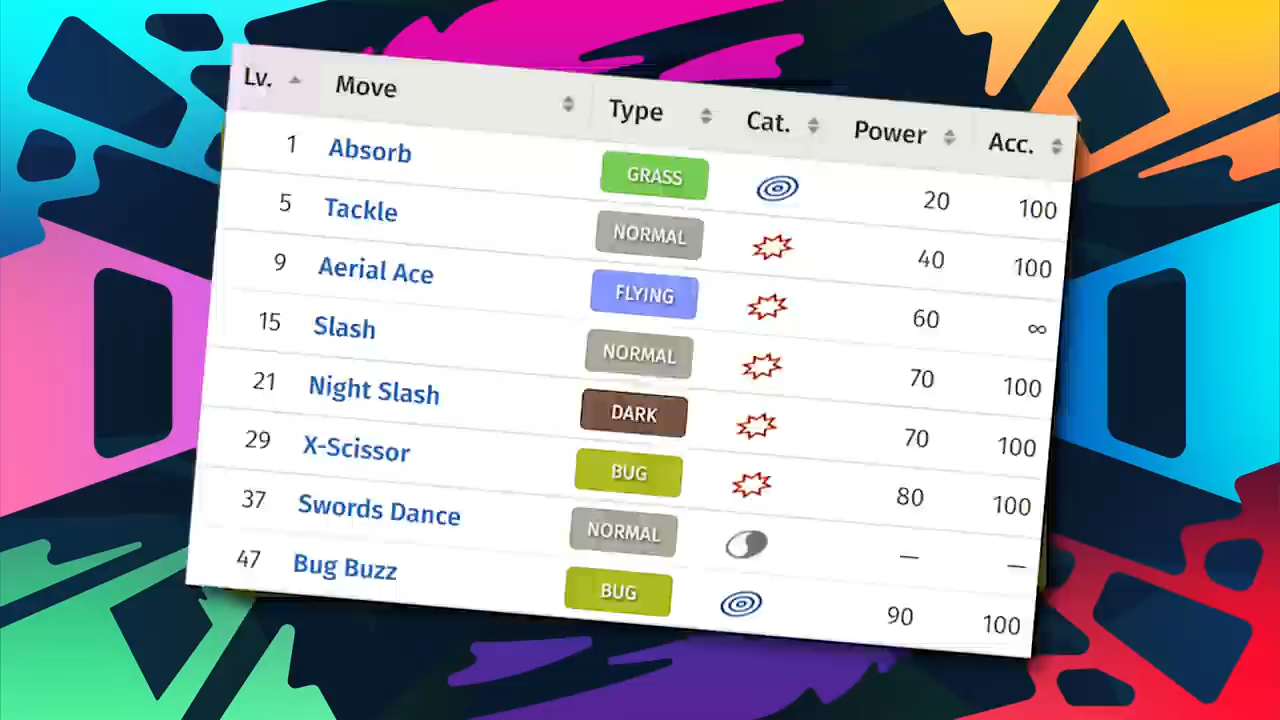 Lv. Move Type Cat. Power Acc.
1 Absorb GRASS 20 100
5 Tackle NORMAL 40 100
9 Aerial Ace FLYING 60 ∞
15 Slash NORMAL 70 100
21 Night Slash DARK 70 100
29 X-Scissor BUG 80 100
37 Swords Dance NORMAL — —
47 Bug Buzz BUG 90 100